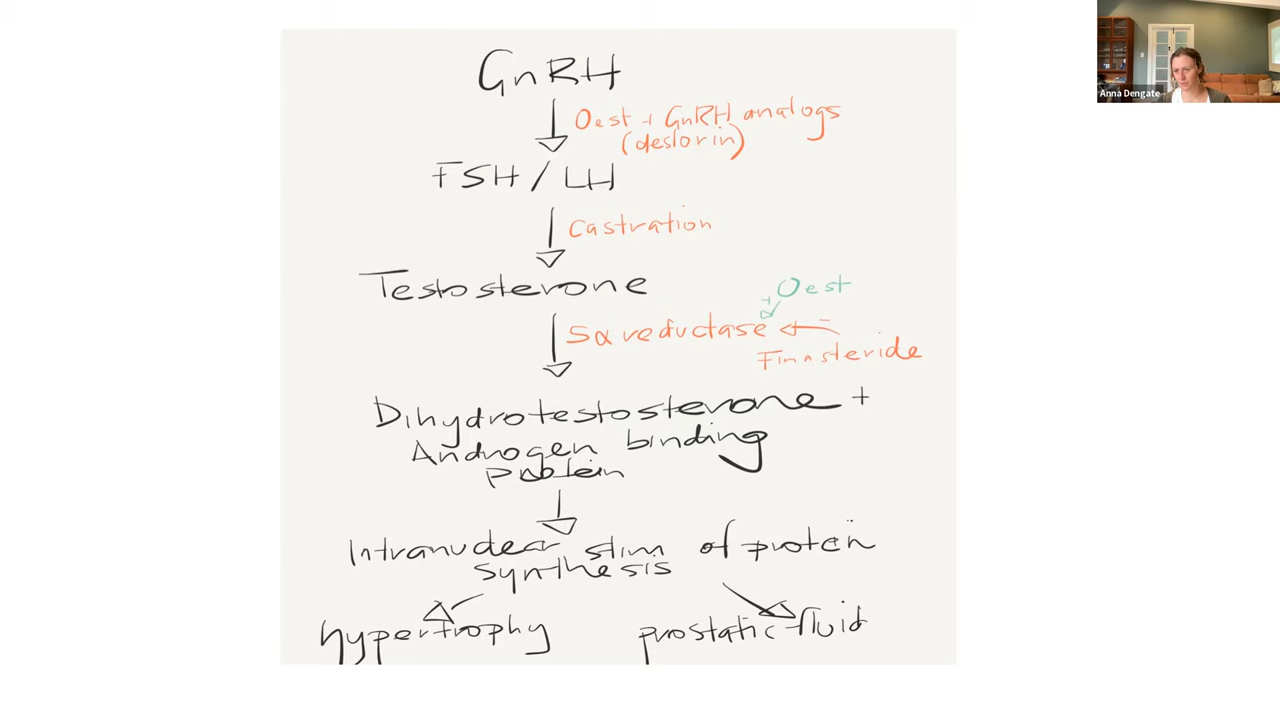 GnRH
Oest + GnRH analogs
(deslorin)
FSH / LH
Castration
Testosterone
+ Oest
5α reductase ← -
Finasteride
Dihydrotestosterone +
Androgen binding
protein
Intranuclear stim of protein
synthesis
hypertrophy prostatic fluid
Anna Dengate